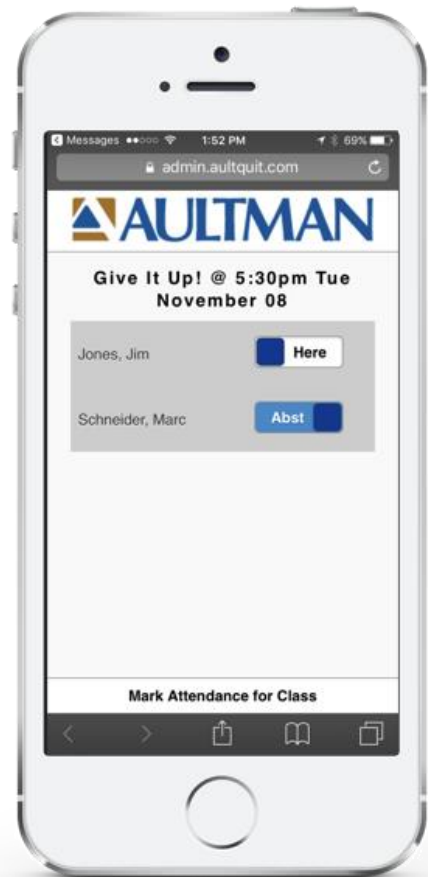 Messages 1:52 PM 69%
admin.aultquit.com
AULTMAN
Give It Up! @ 5:30pm Tue
November 08
Jones, Jim Here
Schneider, Marc Abst
Mark Attendance for Class